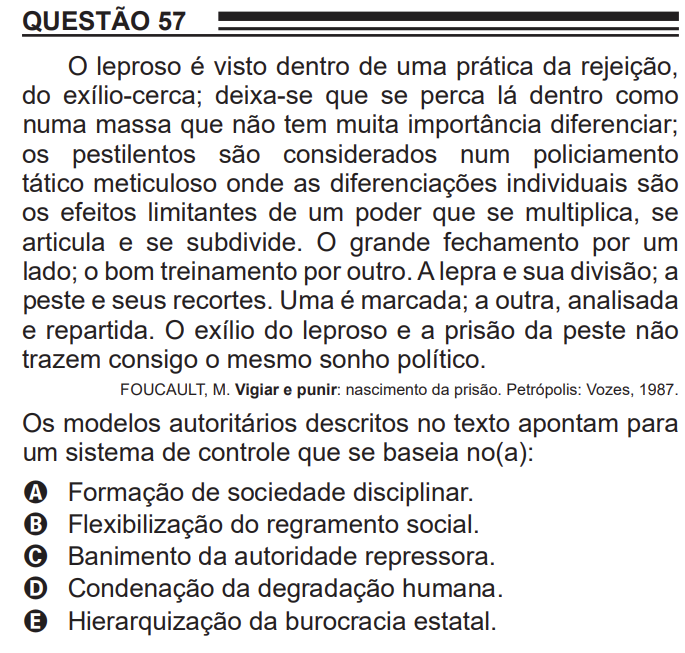 QUESTÃO 57
O leproso é visto dentro de uma prática da rejeição,
do exílio-cerca; deixa-se que se perca lá dentro como
numa massa que não tem muita importância diferenciar;
os pestilentos são considerados num policiamento
tático meticuloso onde as diferenciações individuais são
os efeitos limitantes de um poder que se multiplica, se
articula e se subdivide. O grande fechamento por um
lado; o bom treinamento por outro. A lepra e sua divisão; a
peste e seus recortes. Uma é marcada; a outra, analisada
e repartida. O exílio do leproso e a prisão da peste não
trazem consigo o mesmo sonho político.
FOUCAULT, M. Vigiar e punir: nascimento da prisão. Petrópolis: Vozes, 1987.
Os modelos autoritários descritos no texto apontam para
um sistema de controle que se baseia no(a):
A Formação de sociedade disciplinar.
B Flexibilização do regramento social.
C Banimento da autoridade repressora.
D Condenação da degradação humana.
E Hierarquização da burocracia estatal.